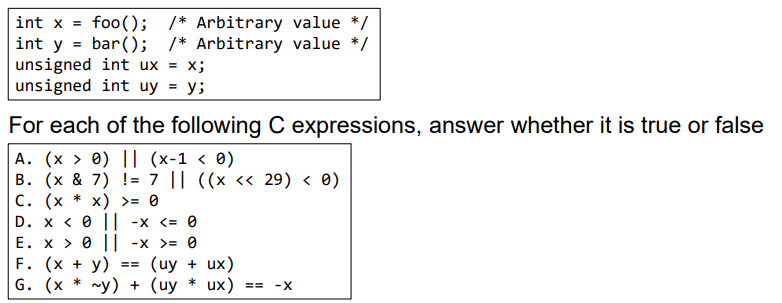 int x = foo();  /* Arbitrary value */
int y = bar();  /* Arbitrary value */
unsigned int ux = x;
unsigned int uy = y;
For each of the following C expressions, answer whether it is true or false
A. (x > 0) || (x-1 < 0)
B. (x & 7) != 7 || ((x << 29) < 0)
C. (x * x) >= 0
D. x < 0 || -x <= 0
E. x > 0 || -x >= 0
F. (x + y) == (uy + ux)
G. (x * ~y) + (uy * ux) == -x